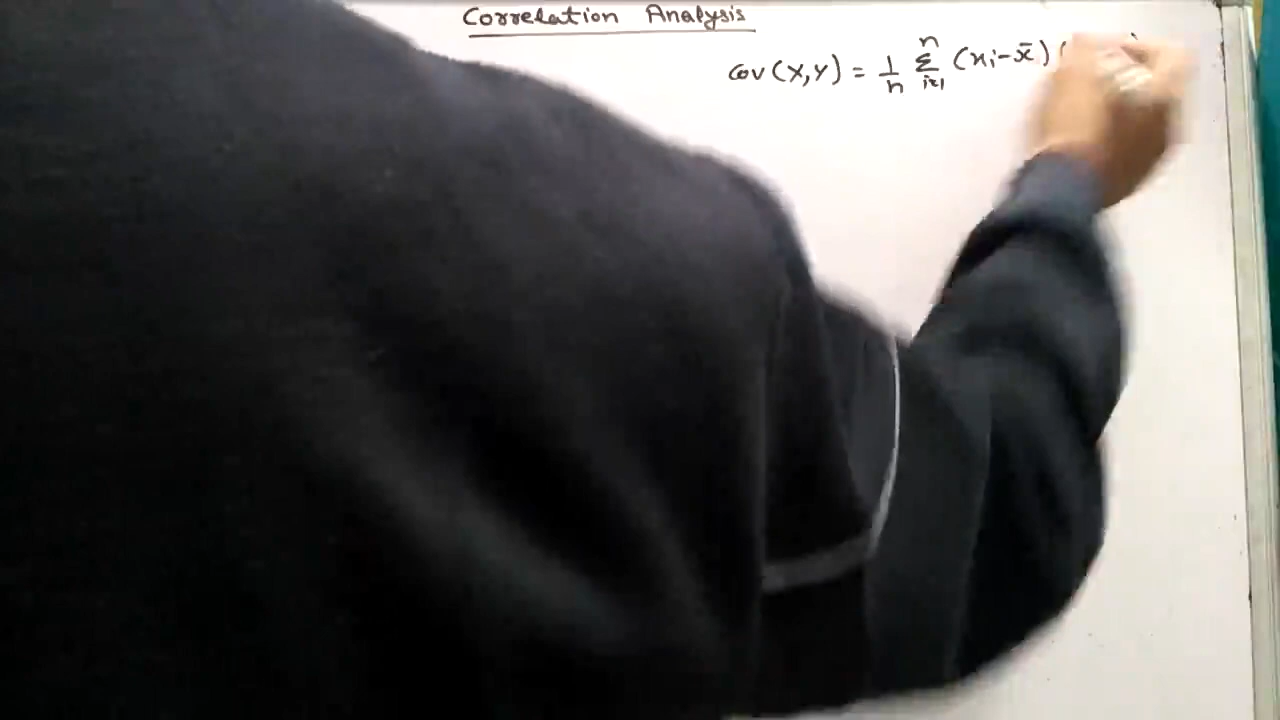 Correlation Analysis
cov (X,Y) = 1/n Σ_{i=1}^{n} (xi - x̄) (